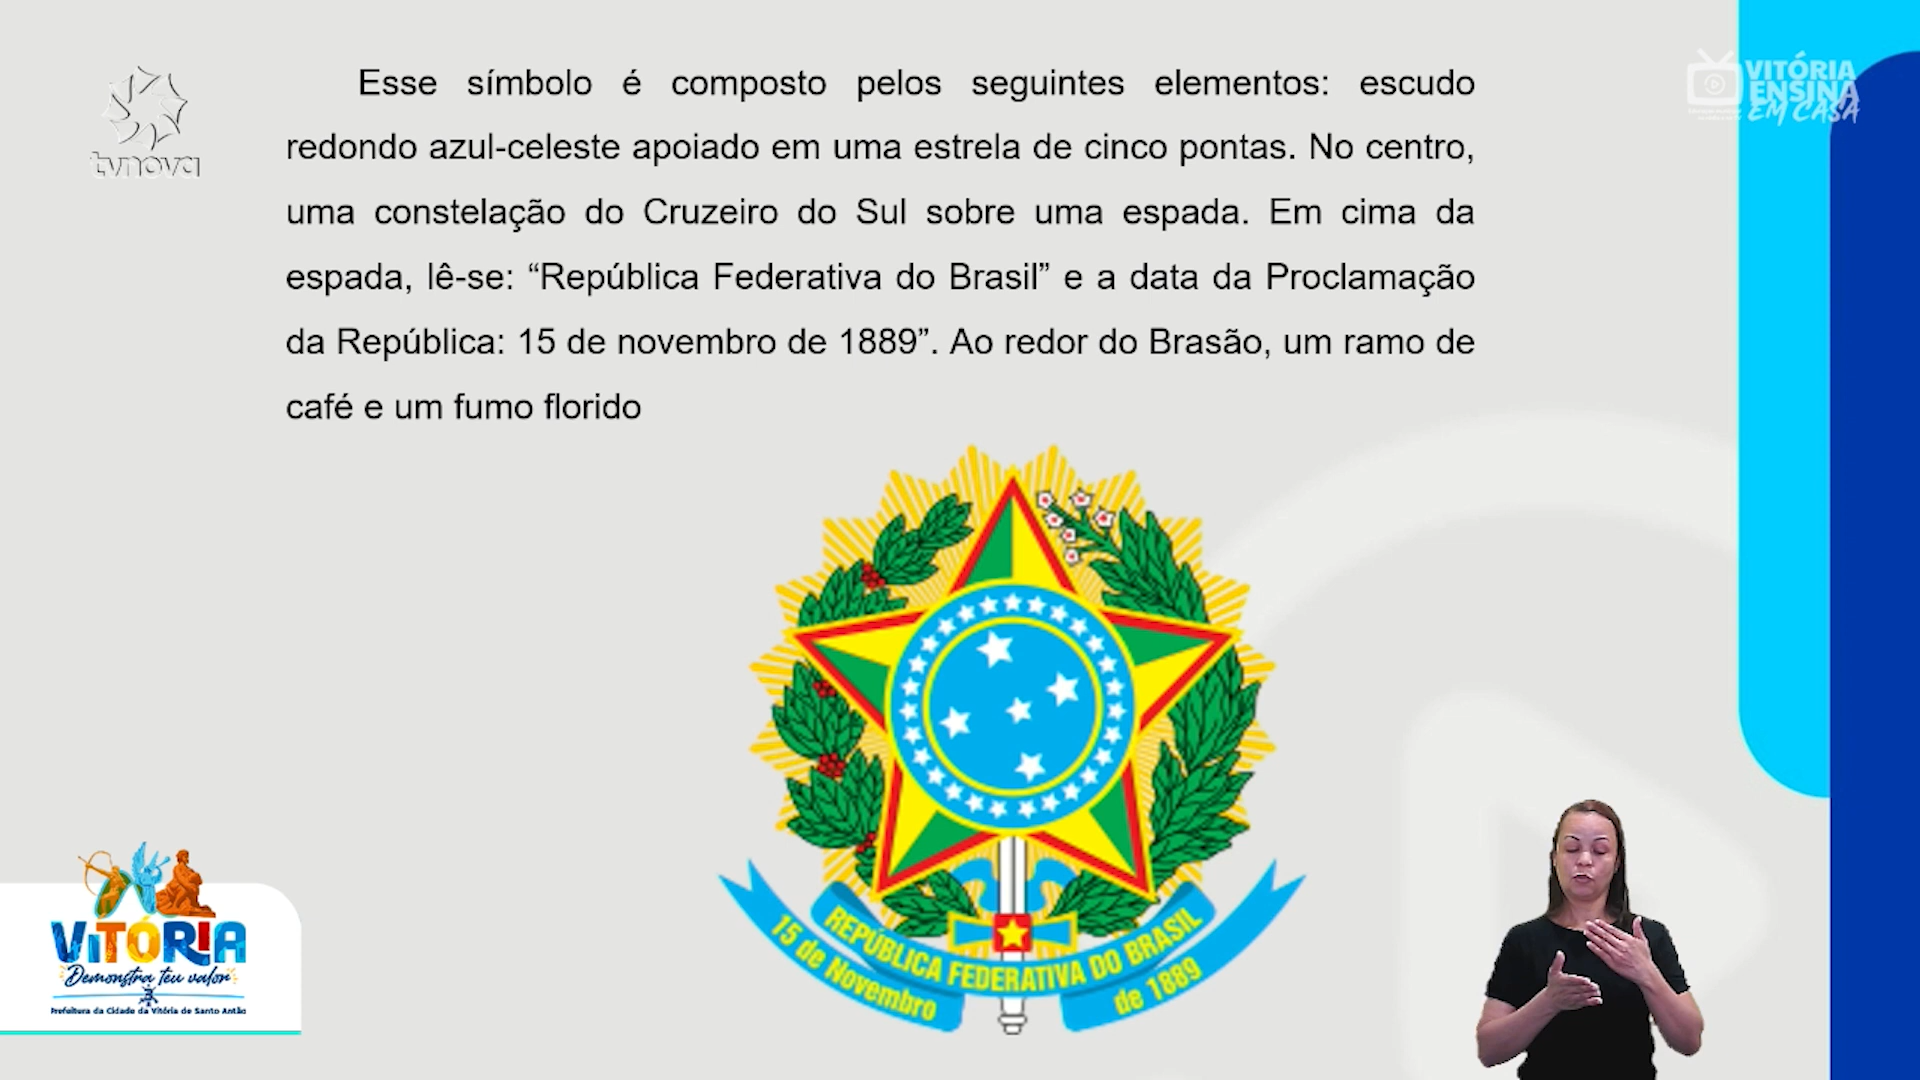 Esse símbolo é composto pelos seguintes elementos: escudo
redondo azul-celeste apoiado em uma estrela de cinco pontas. No centro,
uma constelação do Cruzeiro do Sul sobre uma espada. Em cima da
espada, lê-se: “República Federativa do Brasil” e a data da Proclamação
da República: 15 de novembro de 1889”. Ao redor do Brasão, um ramo de
café e um fumo florido
tvnova
VITÓRIA
ENSINA
EM CASA
REPÚBLICA FEDERATIVA DO BRASIL
15 de Novembro
de 1889
VITÓRIA
Demonstra teu valor
Prefeitura da Cidade da Vitória de Santo Antão